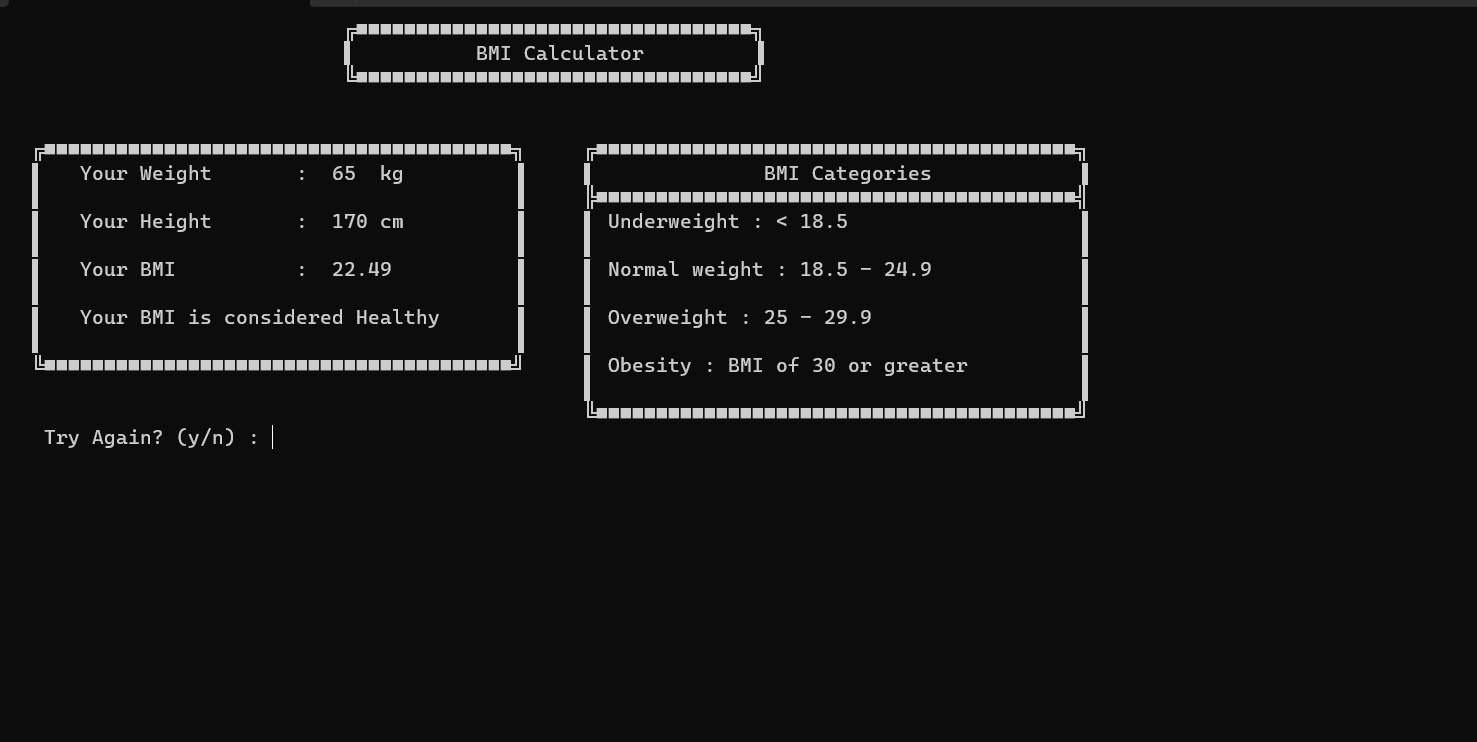 BMI Calculator
Your Weight : 65 kg
Your Height : 170 cm
Your BMI : 22.49
Your BMI is considered Healthy
BMI Categories
Underweight : < 18.5
Normal weight : 18.5 - 24.9
Overweight : 25 - 29.9
Obesity : BMI of 30 or greater
Try Again? (y/n) :